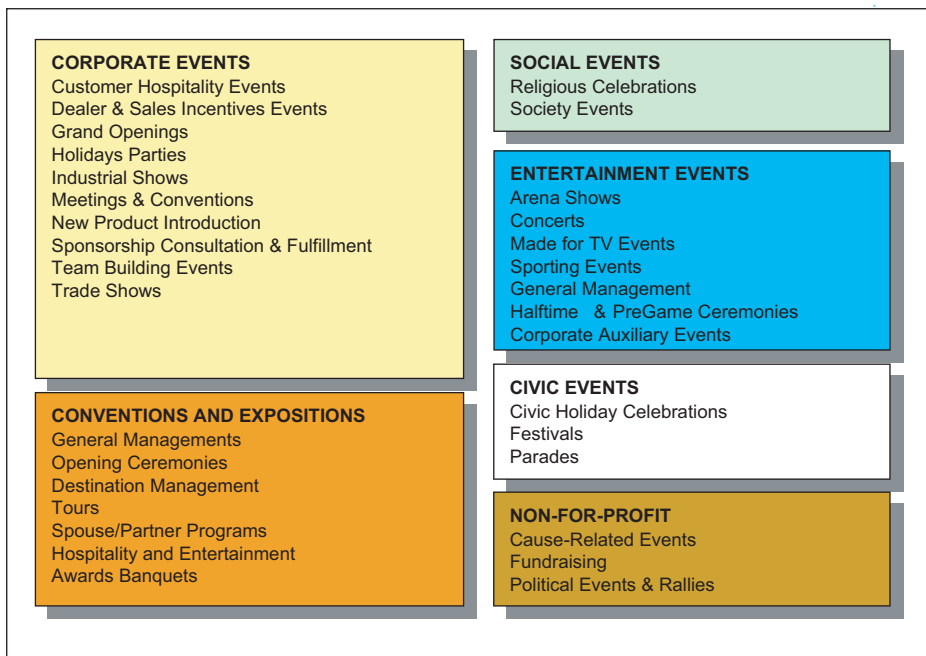 CORPORATE EVENTS
Customer Hospitality Events
Dealer & Sales Incentives Events
Grand Openings
Holidays Parties
Industrial Shows
Meetings & Conventions
New Product Introduction
Sponsorship Consultation & Fulfillment
Team Building Events
Trade Shows
CONVENTIONS AND EXPOSITIONS
General Managements
Opening Ceremonies
Destination Management
Tours
Spouse/Partner Programs
Hospitality and Entertainment
Awards Banquets
SOCIAL EVENTS
Religious Celebrations
Society Events
ENTERTAINMENT EVENTS
Arena Shows
Concerts
Made for TV Events
Sporting Events
General Management
Halftime & PreGame Ceremonies
Corporate Auxiliary Events
CIVIC EVENTS
Civic Holiday Celebrations
Festivals
Parades
NON-FOR-PROFIT
Cause-Related Events
Fundraising
Political Events & Rallies